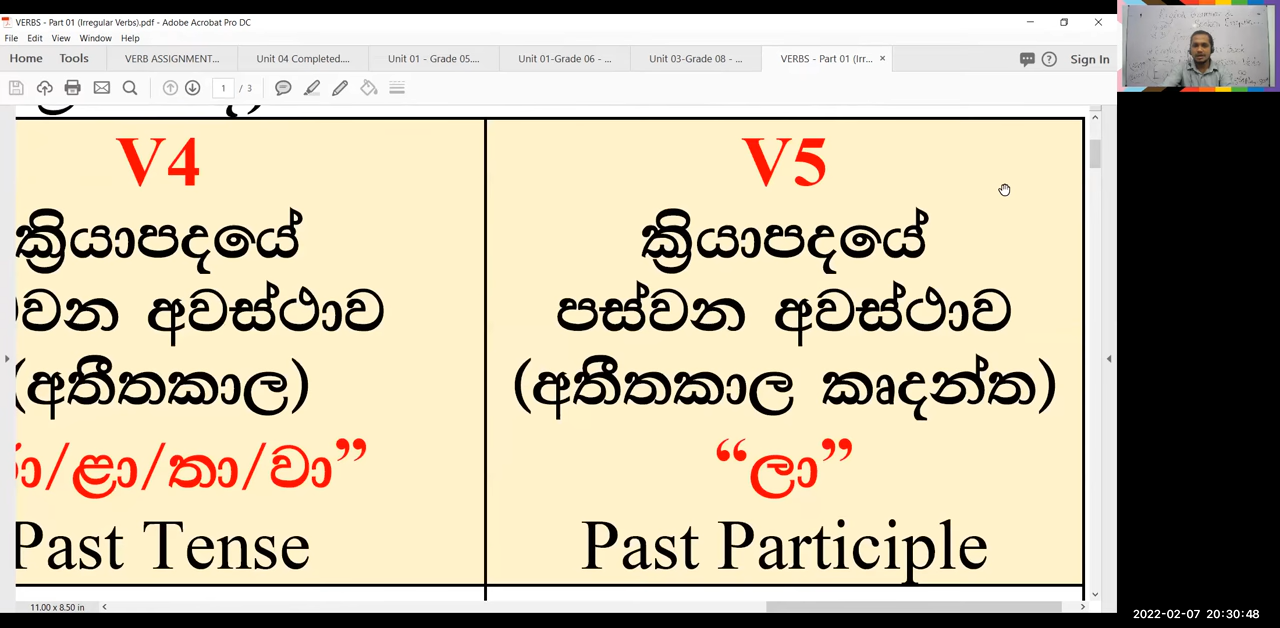 VERBS - Part 01 (Irregular Verbs).pdf - Adobe Acrobat Pro DC
File Edit View Window Help
Home Tools VERB ASSIGNMENT... Unit 04 Completed.... Unit 01 - Grade 05.... Unit 01-Grade 06 - ... Unit 03-Grade 08 - ... VERBS - Part 01 (Irr... × Sign In
1 / 3
V4
ක්‍රියාපදයේ
වන අවස්ථාව
(අතීතකාල)
/ළා/තා/වා”
Past Tense
V5
ක්‍රියාපදයේ
පස්වන අවස්ථාව
(අතීතකාල කෘදන්ත)
“ලා”
Past Participle
11.00 x 8.50 in
2022-02-07 20:30:48